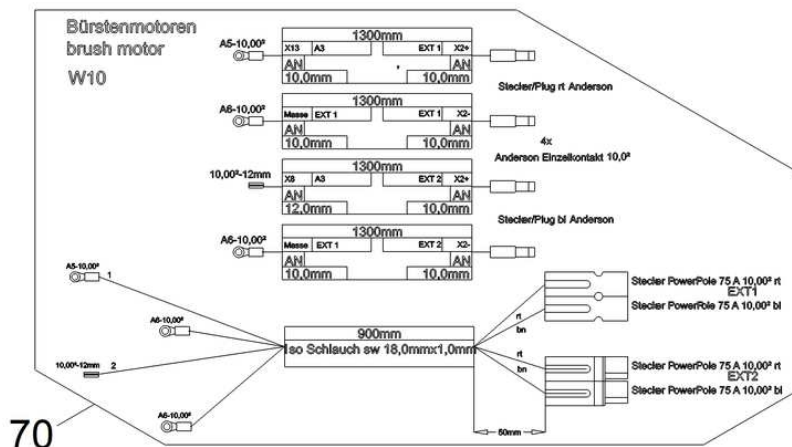 Bürstenmotoren
brush motor
W10
A5-10,00²
1300mm
X13 A3 EXT 1 X2+
AN AN
10,0mm 10,0mm
Stecker/Plug rt Anderson
A6-10,00²
1300mm
Masse EXT 1 EXT 1 X2-
AN AN
10,0mm 10,0mm
4x
Anderson Einzelkontakt 10,0²
10,00²-12mm
1300mm
X8 A3 EXT 2 X2+
AN AN
12,0mm 10,0mm
Stecker/Plug bl Anderson
A6-10,00²
1300mm
Masse EXT 1 EXT 2 X2-
AN AN
10,0mm 10,0mm
A5-10,00² 1
A6-10,00²
10,00²-12mm 2
A6-10,00²
900mm
Iso Schlauch sw 18,0mmx1,0mm
rt
bn
rt
bn
Stecker PowerPole 75 A 10,00² rt
EXT1
Stecker PowerPole 75 A 10,00² bl
Stecker PowerPole 75 A 10,00² rt
EXT2
Stecker PowerPole 75 A 10,00² bl
50mm
70